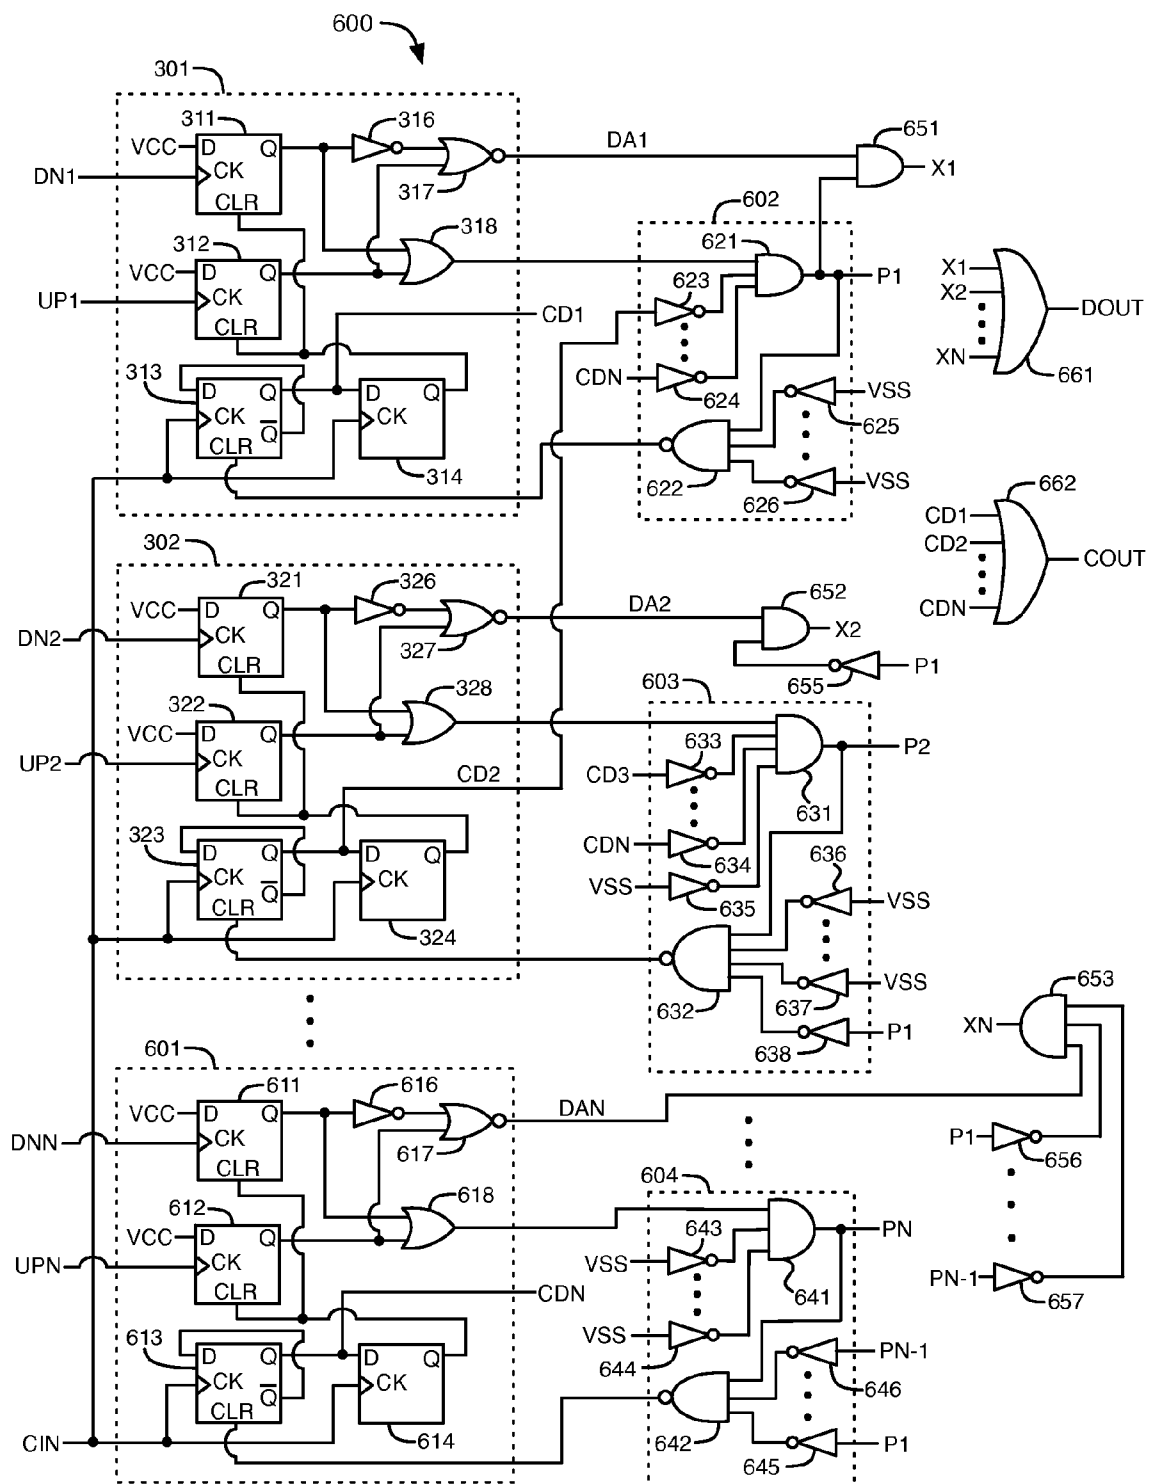 600
301
311
316
VCC
D
Q
DN1
CK
CLR
317
DA1
651
X1
602
312
318
621
VCC
D
Q
UP1
CK
CLR
623
P1
X1
X2
XN
DOUT
661
CD1
313
D
Q
D
Q
CK
Q
CK
CLR
314
CDN
624
VSS
625
622
626
VSS
662
CD1
CD2
CDN
COUT
302
321
326
VCC
D
Q
DN2
CK
CLR
327
DA2
652
X2
655
P1
603
322
328
VCC
D
Q
UP2
CK
CLR
CD2
633
CD3
P2
631
CDN
634
VSS
635
323
D
Q
D
Q
CK
Q
CK
CLR
324
636
VSS
632
637
VSS
638
P1
653
XN
601
611
616
VCC
D
Q
DNN
CK
CLR
617
DAN
P1
656
604
612
618
VCC
D
Q
UPN
CK
CLR
643
VSS
PN
641
PN-1
657
CDN
VSS
644
613
D
Q
D
Q
CK
Q
CK
CLR
614
CIN
PN-1
646
642
645
P1